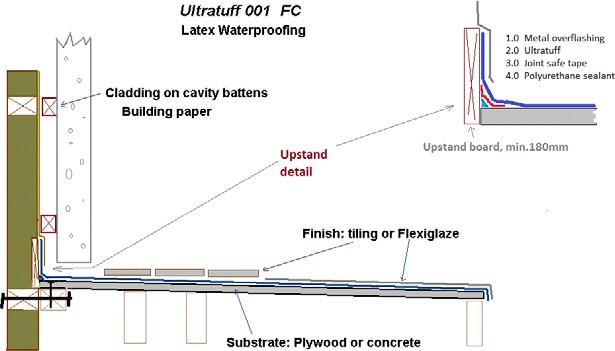 Ultratuff 001 FC
Latex Waterproofing
1.0 Metal overflashing
2.0 Ultratuff
3.0 Joint safe tape
4.0 Polyurethane sealant
Cladding on cavity battens
Building paper
Upstand
detail
Upstand board, min.180mm
Finish: tiling or Flexiglaze
Substrate: Plywood or concrete